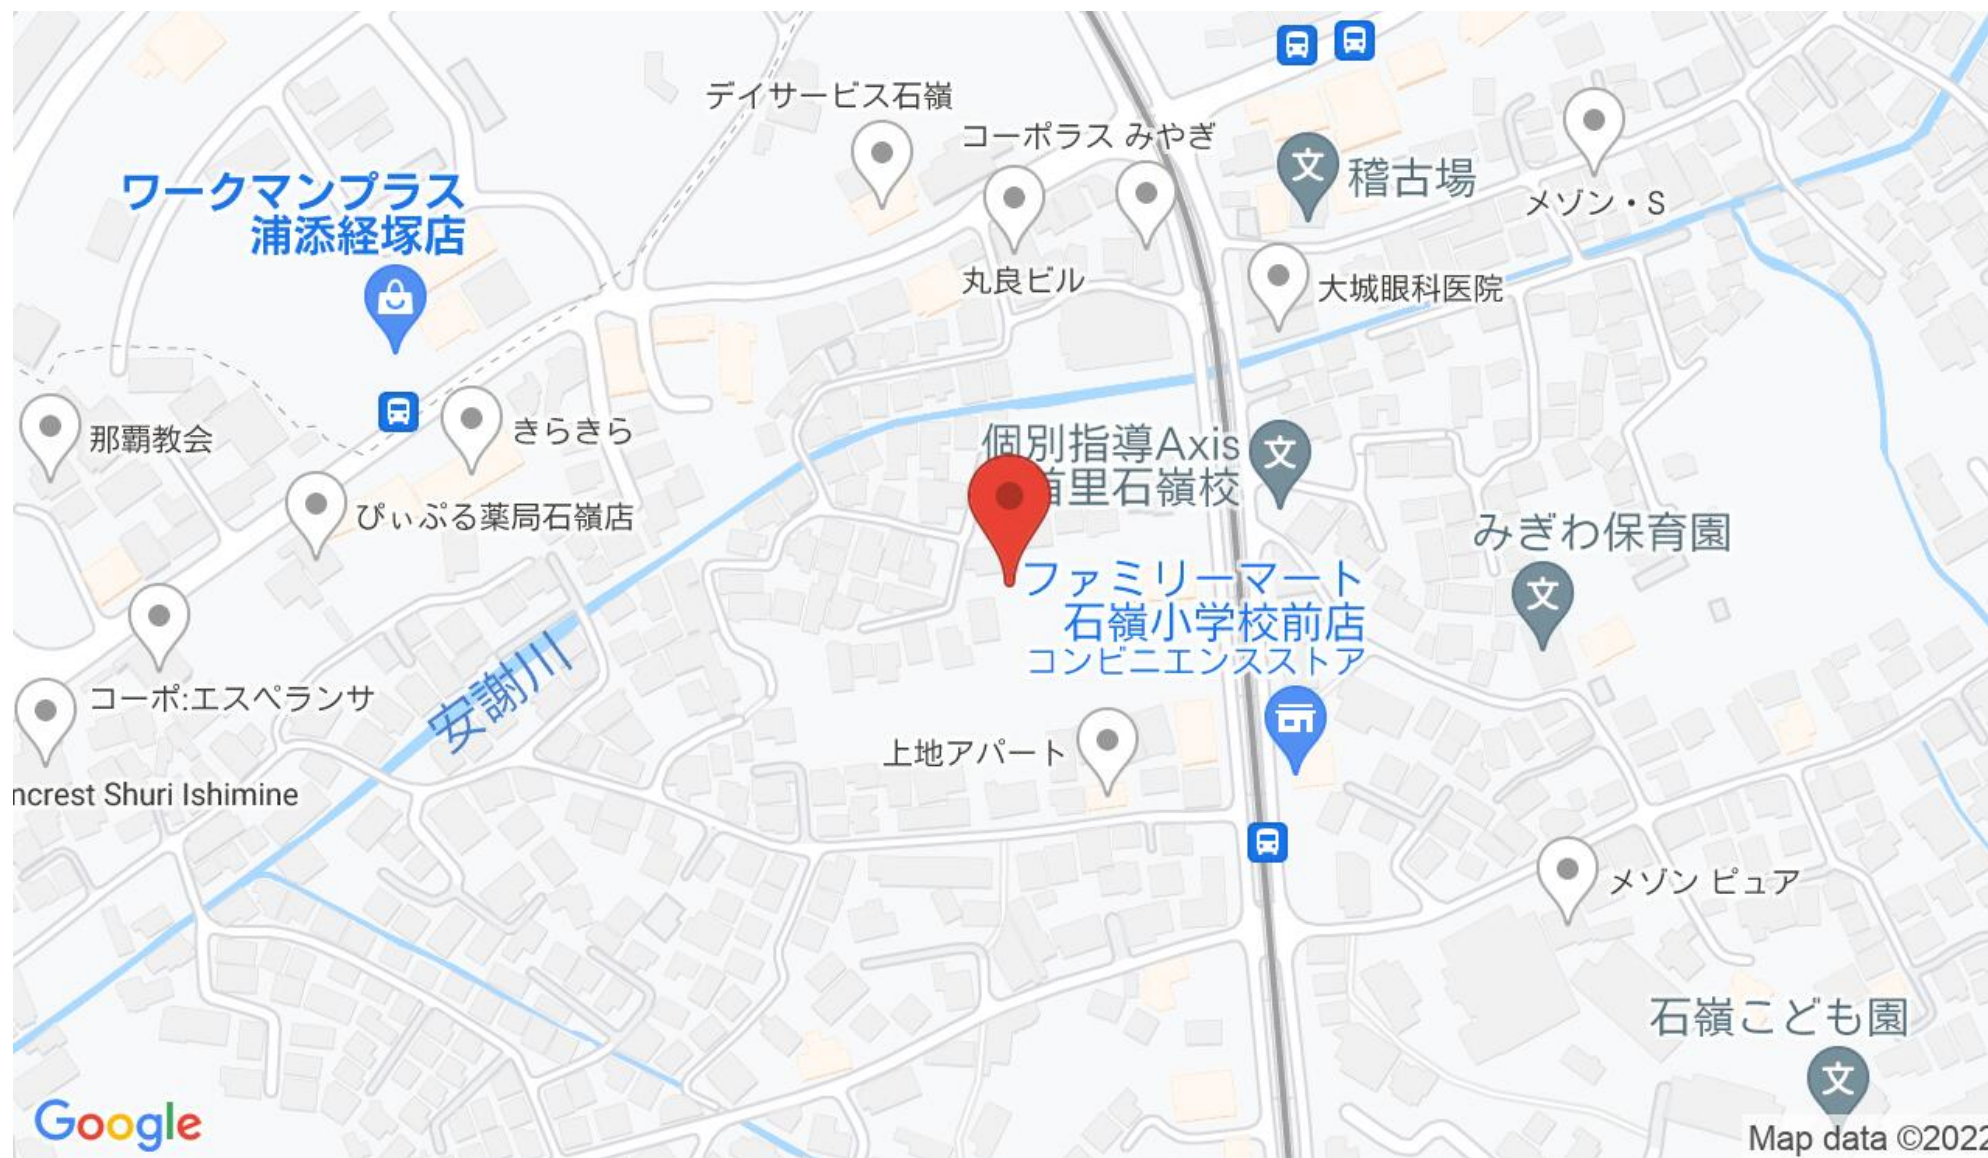 デイサービス石嶺
コーポラス みやぎ
ワークマンプラス
浦添経塚店
稽古場
メゾン・S
丸良ビル
大城眼科医院
那覇教会
きらきら
個別指導Axis
首里石嶺校
ぴぃぷる薬局石嶺店
みぎわ保育園
ファミリーマート
石嶺小学校前店
コンビニエンスストア
コーポ:エスペランサ
安謝川
上地アパート
ncrest Shuri Ishimine
メゾン ピュア
石嶺こども園
Google
Map data ©2022